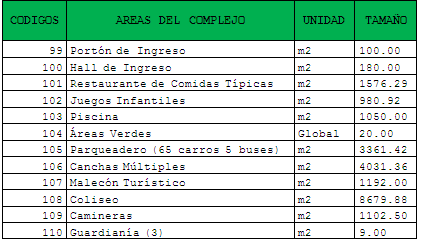 CODIGOS AREAS DEL COMPLEJO UNIDAD TAMAÑO
99 Portón de Ingreso m2 100.00
100 Hall de Ingreso m2 180.00
101 Restaurante de Comidas Típicas m2 1576.29
102 Juegos Infantiles m2 980.92
103 Piscina m2 1050.00
104 Áreas Verdes Global 20.00
105 Parqueadero (65 carros 5 buses) m2 3361.42
106 Canchas Múltiples m2 4031.36
107 Malecón Turístico m2 1192.00
108 Coliseo m2 8679.88
109 Camineras m2 1102.50
110 Guardianía (3) m2 9.00